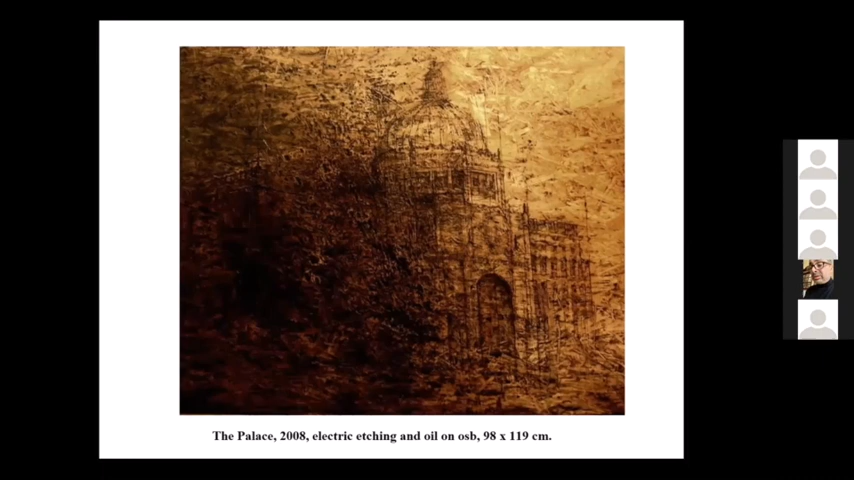 The Palace, 2008, electric etching and oil on osb, 98 x 119 cm.